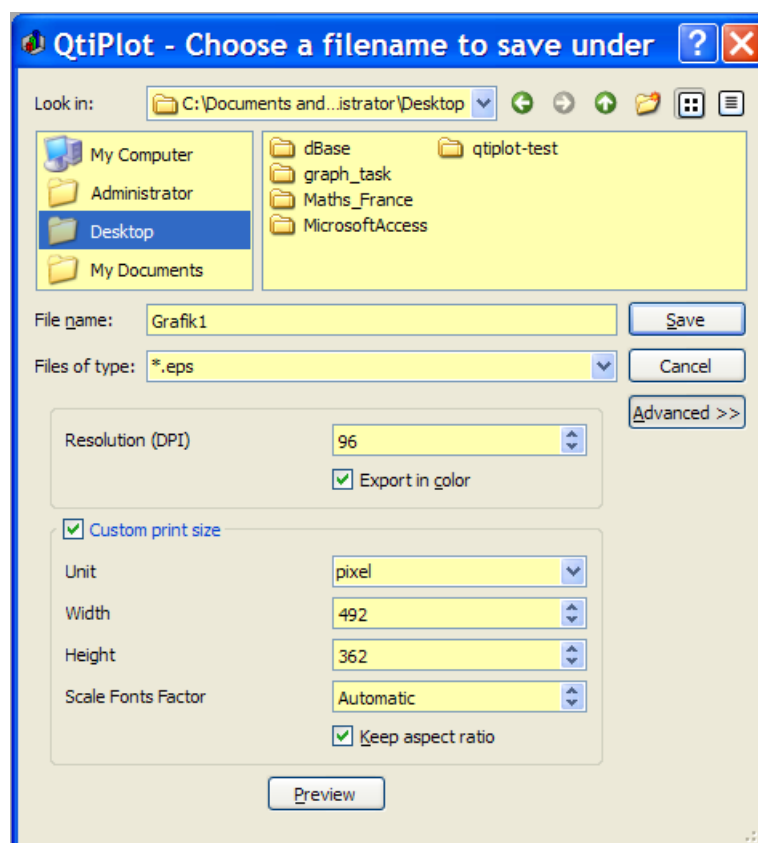 QtiPlot - Choose a filename to save under
Look in: C:\Documents and...istrator\Desktop
My Computer
Administrator
Desktop
My Documents
dBase qtiplot-test
graph_task
Maths_France
MicrosoftAccess
File name: Grafik1 Save
Files of type: *.eps Cancel
Advanced >>
Resolution (DPI) 96
Export in color
Custom print size
Unit pixel
Width 492
Height 362
Scale Fonts Factor Automatic
Keep aspect ratio
Preview